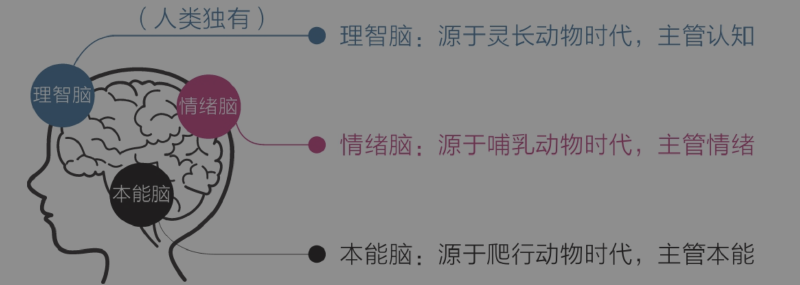 （人类独有）
理智脑：源于灵长动物时代，主管认知
理智脑
情绪脑
情绪脑：源于哺乳动物时代，主管情绪
本能脑
本能脑：源于爬行动物时代，主管本能